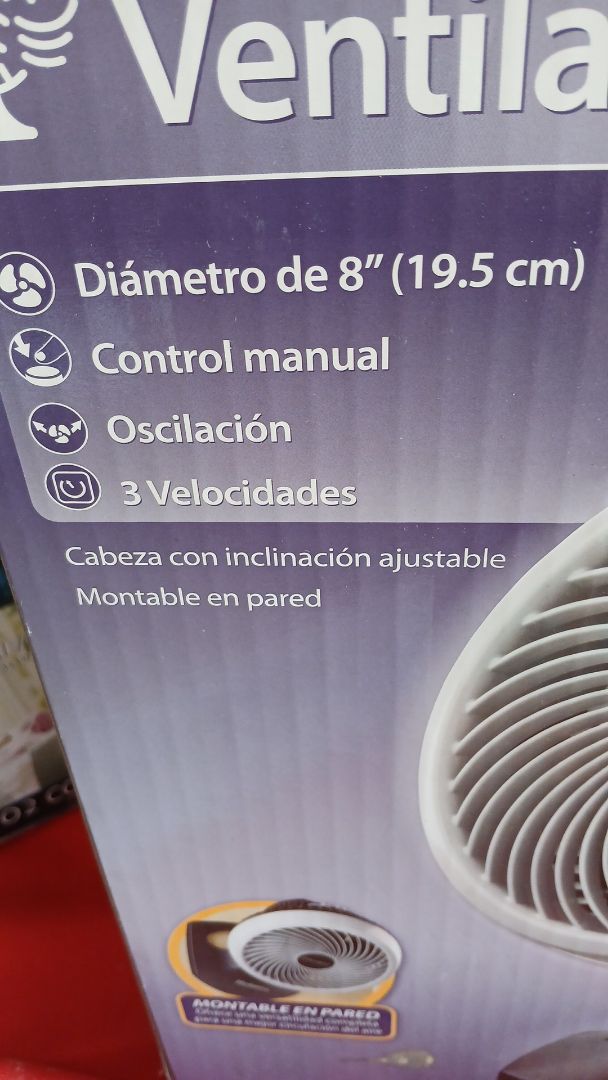 Ventila
Diámetro de 8” (19.5 cm)
Control manual
Oscilación
3 Velocidades
Cabeza con inclinación ajustable
Montable en pared
MONTABLE EN PARED